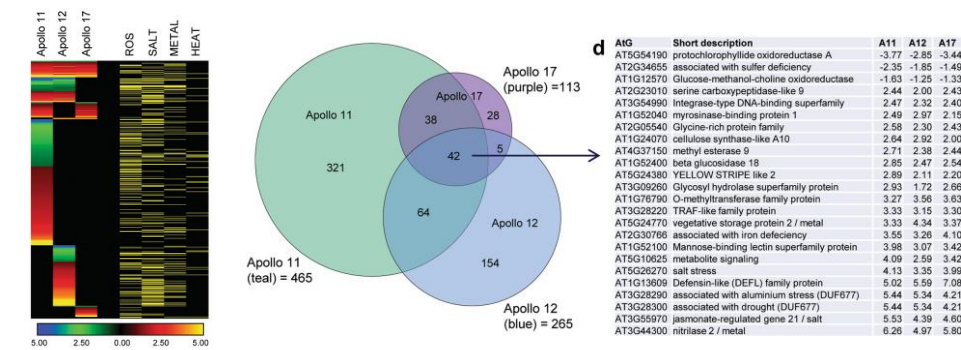 Apollo 11
Apollo 12
Apollo 17
ROS
SALT
METAL
HEAT
5.00 2.50 0.00 2.50 5.00
Apollo 11
321
Apollo 17
38
28
42
5
64
Apollo 12
154
Apollo 17
(purple) =113
Apollo 11
(teal) = 465
Apollo 12
(blue) = 265
d
AtG Short description A11 A12 A17
AT5G54190 protochlorophyllide oxidoreductase A -3.77 -2.85 -3.44
AT2G34655 associated with sulfer deficiency -2.35 -1.85 -1.49
AT1G12570 Glucose-methanol-choline oxidoreductase -1.63 -1.25 -1.33
AT2G23010 serine carboxypeptidase-like 9 2.44 2.00 2.43
AT3G54990 Integrase-type DNA-binding superfamily 2.47 2.32 2.40
AT1G52040 myrosinase-binding protein 1 2.49 2.97 2.15
AT2G05540 Glycine-rich protein family 2.58 2.30 2.43
AT1G24070 cellulose synthase-like A10 2.64 2.92 2.00
AT4G37150 methyl esterase 9 2.71 2.38 2.44
AT1G52400 beta glucosidase 18 2.85 2.47 2.54
AT5G24380 YELLOW STRIPE like 2 2.89 2.11 2.20
AT3G09260 Glycosyl hydrolase superfamily protein 2.93 1.72 2.66
AT1G76790 O-methyltransferase family protein 3.27 3.56 3.63
AT3G28220 TRAF-like family protein 3.33 3.15 3.30
AT5G24770 vegetative storage protein 2 / metal 3.33 4.34 3.37
AT2G30766 associated with iron defeciency 3.55 3.26 4.10
AT1G52100 Mannose-binding lectin superfamily protein 3.98 3.07 3.42
AT5G10625 metabolite signaling 4.09 2.59 3.42
AT5G26270 salt stress 4.13 3.35 3.99
AT1G13609 Defensin-like (DEFL) family protein 5.02 5.59 7.08
AT3G28290 associated with aluminium stress (DUF677) 5.44 5.34 4.21
AT3G28300 associated with drought (DUF677) 5.44 5.34 4.21
AT3G55970 jasmonate-regulated gene 21 / salt 5.53 4.39 4.60
AT3G44300 nitrilase 2 / metal 6.26 4.97 5.80